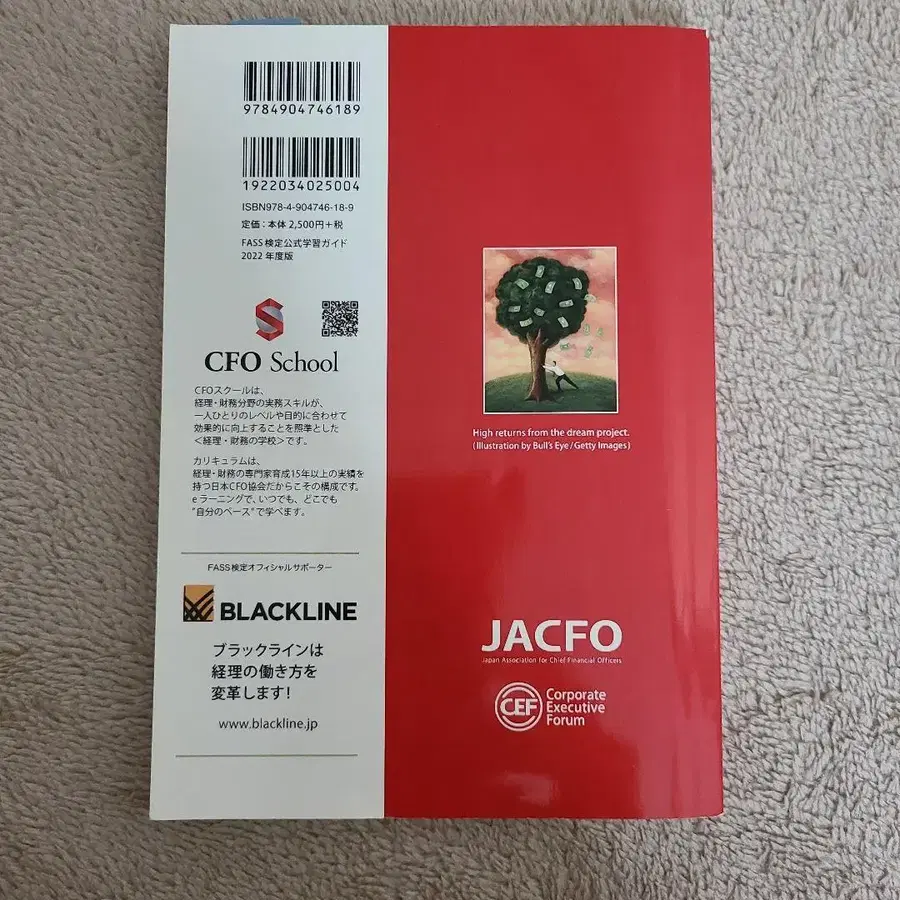 9784904746189
1922034025004
ISBN978-4-904746-18-9
定価：本体 2,500円＋税
FASS検定公式学習ガイド
2022 年度版
CFO School
CFOスクールは、
経理・財務分野の実務スキルが、
一人ひとりのレベルや目的に合わせて
効果的に向上することを照準とした
＜経理・財務の学校＞です。
カリキュラムは、
経理・財務の専門家育成15年以上の実績を
持つ日本CFO協会だからこその構成です。
eラーニングで、いつでも、どこでも
"自分のペース"で学べます。
FASS検定オフィシャルサポーター
BLACKLINE
ブラックラインは
経理の働き方を
変革します！
www.blackline.jp
High returns from the dream project.
(Illustration by Bull's Eye/Getty Images)
JACFO
Japan Association for Chief Financial Officers
CEF
Corporate
Executive
Forum